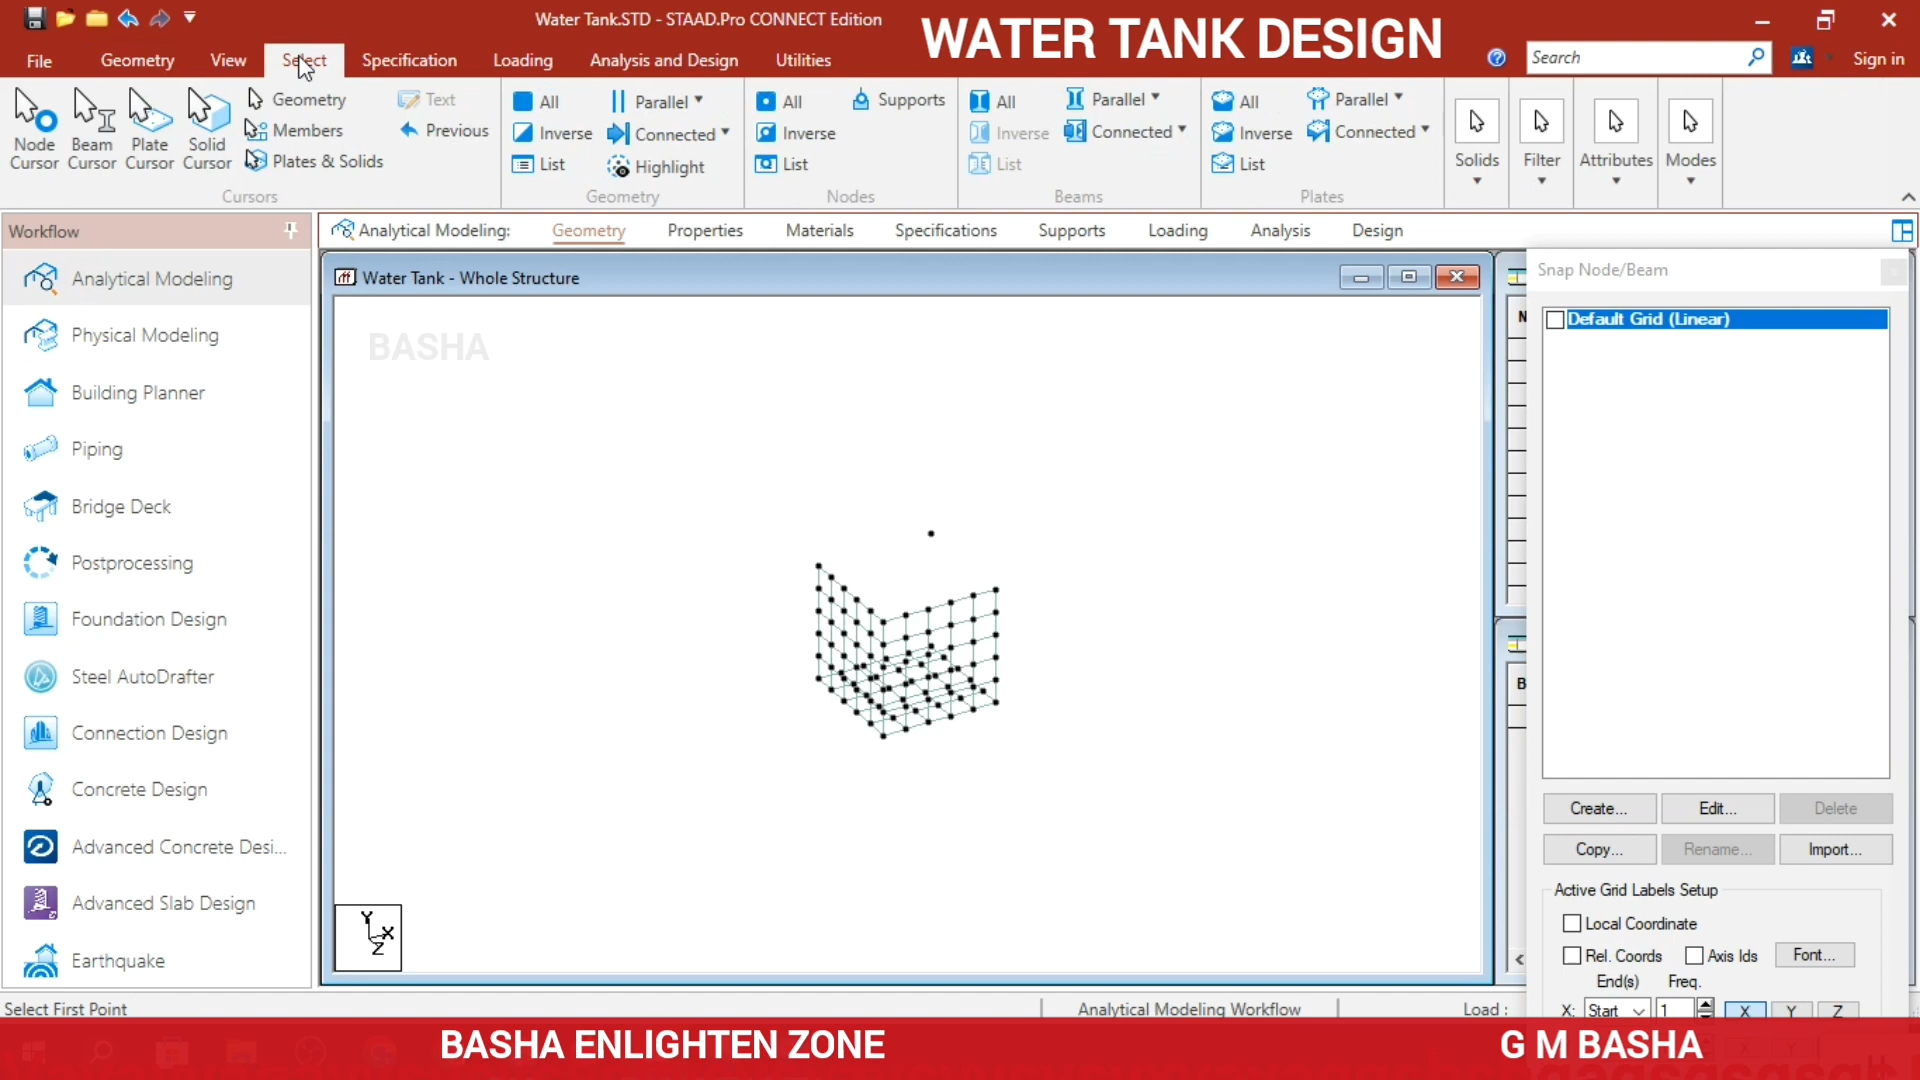 Water Tank.STD - STAAD.Pro CONNECT Edition
WATER TANK DESIGN
File
Geometry
View
Select
Specification
Loading
Analysis and Design
Utilities
Search
Sign in
Node Cursor
Beam Cursor
Plate Cursor
Solid Cursor
Geometry
Members
Plates & Solids
Text
Previous
Cursors
All
Inverse
List
Parallel
Connected
Highlight
Geometry
All
Inverse
List
Supports
Nodes
All
Inverse
List
Parallel
Connected
Beams
All
Inverse
List
Parallel
Connected
Plates
Solids
Filter
Attributes
Modes
Workflow
Analytical Modeling
Physical Modeling
Building Planner
Piping
Bridge Deck
Postprocessing
Foundation Design
Steel AutoDrafter
Connection Design
Concrete Design
Advanced Concrete Desi...
Advanced Slab Design
Earthquake
Analytical Modeling:
Geometry
Properties
Materials
Specifications
Supports
Loading
Analysis
Design
Water Tank - Whole Structure
BASHA
Y
X
Z
N
B
Snap Node/Beam
Default Grid (Linear)
Create...
Edit...
Delete
Copy...
Rename...
Import...
Active Grid Labels Setup
Local Coordinate
Rel. Coords
Axis Ids
Font...
End(s)
Freq.
X: Start 1 X Y Z
Select First Point
Analytical Modeling Workflow
Load :
BASHA ENLIGHTEN ZONE
G M BASHA